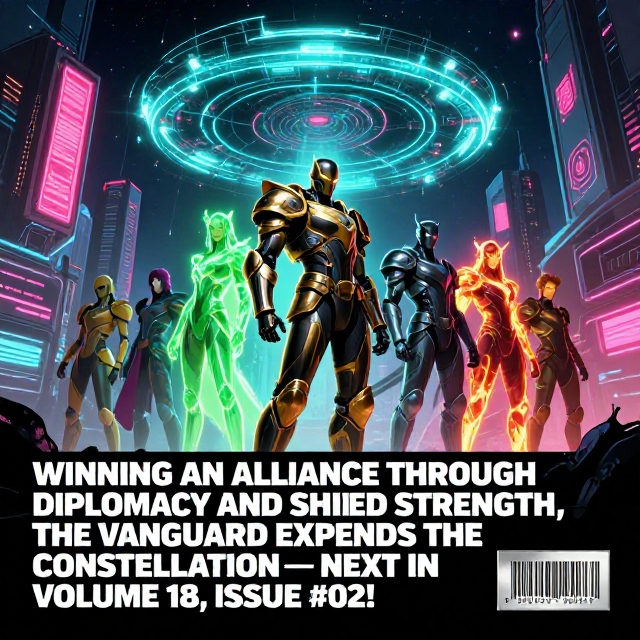 WINNING AN ALLIANCE THROUGH
DIPLOMACY AND SHIIED STRENGTH,
THE VANGUARD EXPENDS THE
CONSTELLATION — NEXT IN
VOLUME 18, ISSUE #02!